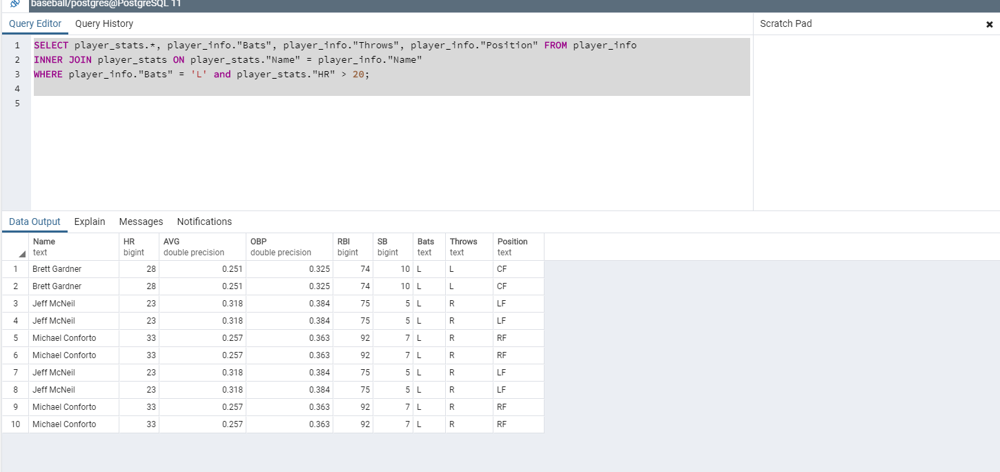 baseball/postgres@PostgreSQL 11
Query Editor Query History Scratch Pad ×
1 SELECT player_stats.*, player_info."Bats", player_info."Throws", player_info."Position" FROM player_info
2 INNER JOIN player_stats ON player_stats."Name" = player_info."Name"
3 WHERE player_info."Bats" = 'L' and player_stats."HR" > 20;
4
5
Data Output Explain Messages Notifications
Name HR AVG OBP RBI SB Bats Throws Position
text bigint double precision double precision bigint bigint text text text
1 Brett Gardner 28 0.251 0.325 74 10 L L CF
2 Brett Gardner 28 0.251 0.325 74 10 L L CF
3 Jeff McNeil 23 0.318 0.384 75 5 L R LF
4 Jeff McNeil 23 0.318 0.384 75 5 L R LF
5 Michael Conforto 33 0.257 0.363 92 7 L R RF
6 Michael Conforto 33 0.257 0.363 92 7 L R RF
7 Jeff McNeil 23 0.318 0.384 75 5 L R LF
8 Jeff McNeil 23 0.318 0.384 75 5 L R LF
9 Michael Conforto 33 0.257 0.363 92 7 L R RF
10 Michael Conforto 33 0.257 0.363 92 7 L R RF